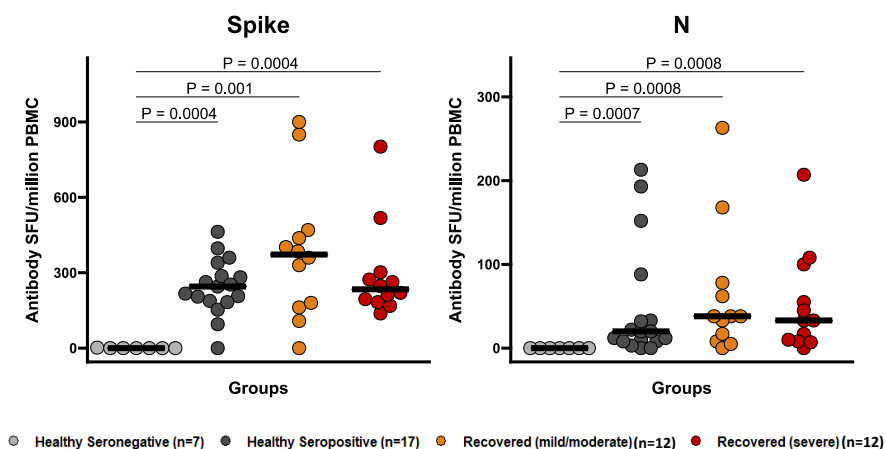 Spike
Antibody SFU/million PBMC
P = 0.0004
P = 0.001
P = 0.0004
900
600
300
0
Groups
N
Antibody SFU/million PBMC
P = 0.0008
P = 0.0008
P = 0.0007
300
200
100
0
Groups
Healthy Seronegative (n=7) Healthy Seropositive (n=17) Recovered (mild/moderate)(n=12) Recovered (severe)(n=12)